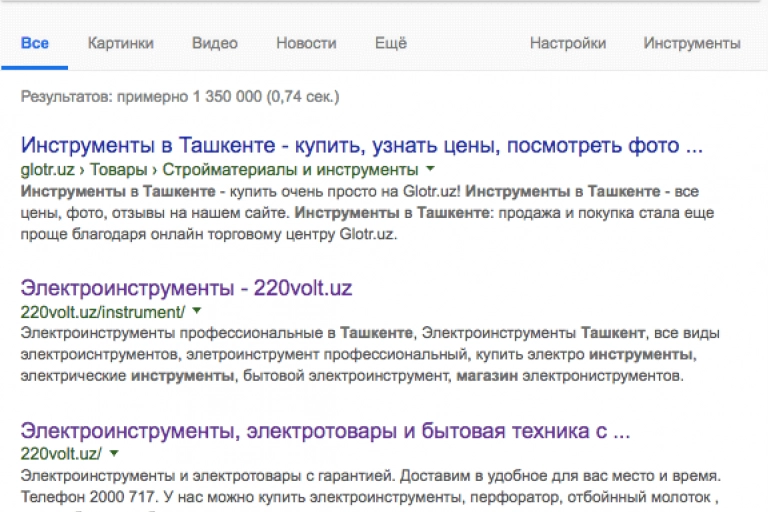 Все Картинки Видео Новости Ещё Настройки Инструменты
Результатов: примерно 1 350 000 (0,74 сек.)
Инструменты в Ташкенте - купить, узнать цены, посмотреть фото ...
glotr.uz › Товары › Стройматериалы и инструменты
Инструменты в Ташкенте - купить очень просто на Glotr.uz! Инструменты в Ташкенте - все
цены, фото, отзывы на нашем сайте. Инструменты в Ташкенте: продажа и покупка стала еще
проще благодаря онлайн торговому центру Glotr.uz.
Электроинструменты - 220volt.uz
220volt.uz/instrument/
Электроинструменты профессиональные в Ташкенте, Электроинструменты Ташкент, все виды
электроиснтрументов, элетроинструмент профессиональный, купить электро инструменты,
электрические инструменты, бытовой электроинструмент, магазин электрониструментов.
Электроинструменты, электротовары и бытовая техника с ...
220volt.uz/
Электроинструменты и электротовары с гарантией. Доставим в удобное для вас место и время.
Телефон 2000 717. У нас можно купить электроинструменты, перфоратор, отбойный молоток ,